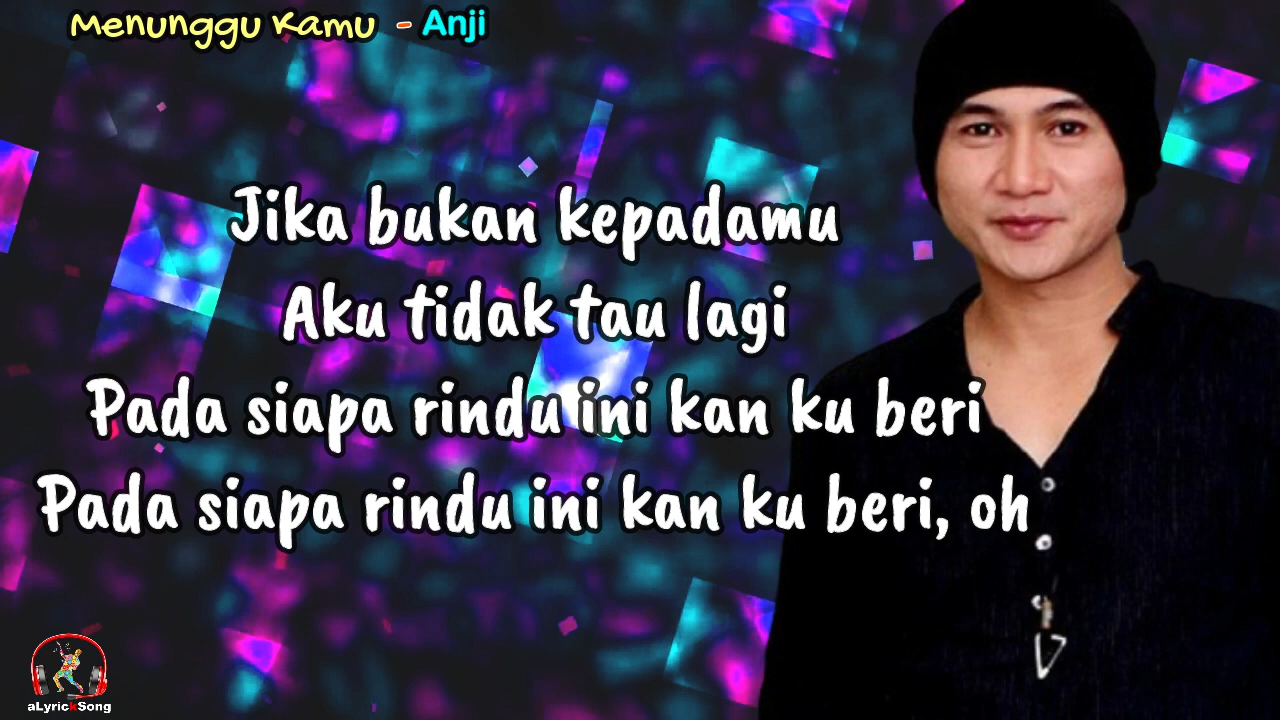 Menunggu Kamu - Anji
Jika bukan kepadamu
Aku tidak tau lagi
Pada siapa rindu ini kan ku beri
Pada siapa rindu ini kan ku beri, oh
aLyrickSong